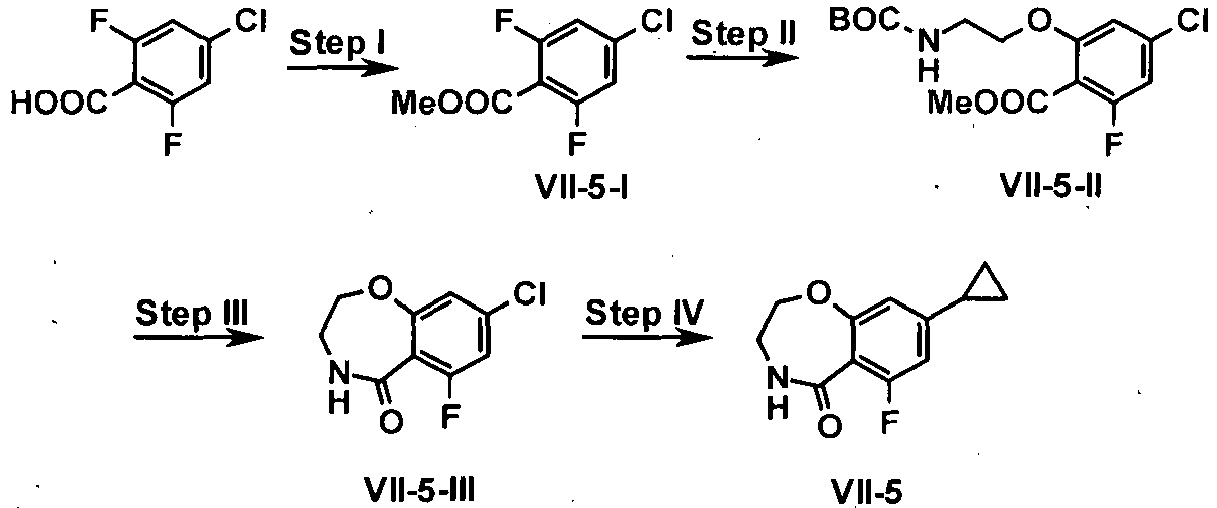 F Cl Step I F Cl Step II BOC N H O Cl
HOOC F MeOOC F MeOOC F
VII-5-I VII-5-II
Step III O Cl Step IV O
N H O F N H O F
VII-5-III VII-5